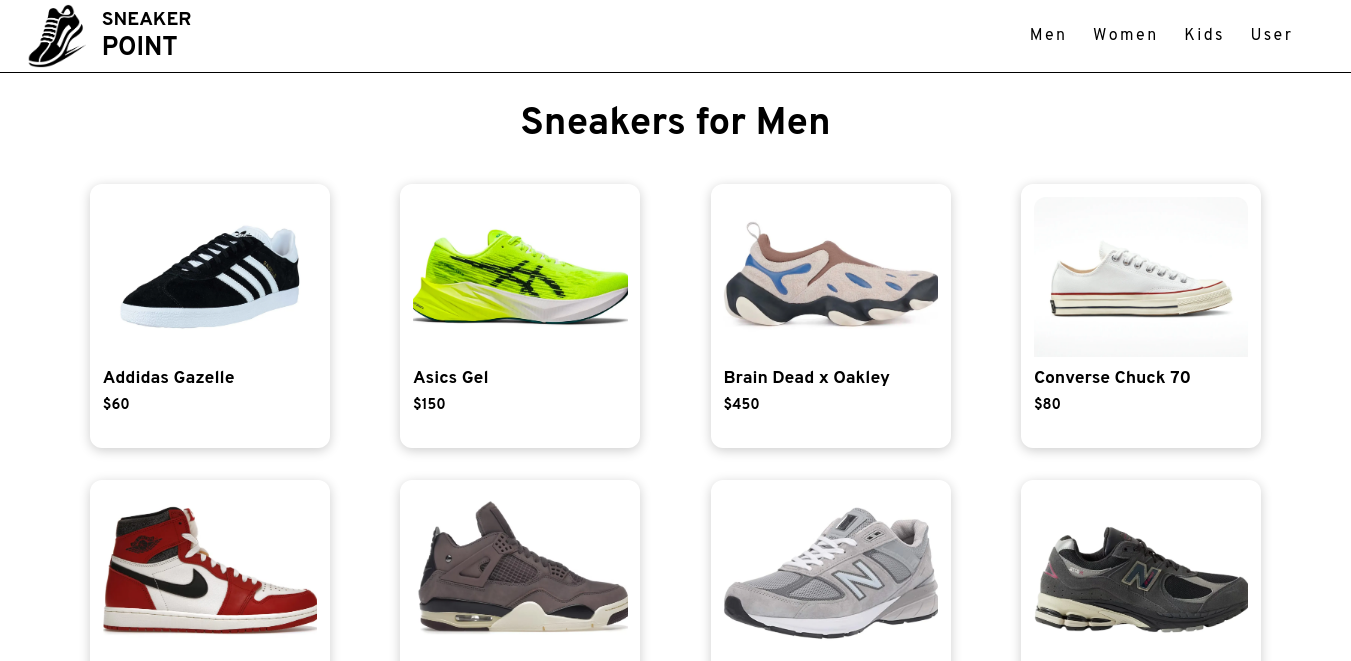 SNEAKER
POINT
Men Women Kids User
Sneakers for Men
Addidas Gazelle
$60
Asics Gel
$150
Brain Dead x Oakley
$450
Converse Chuck 70
$80